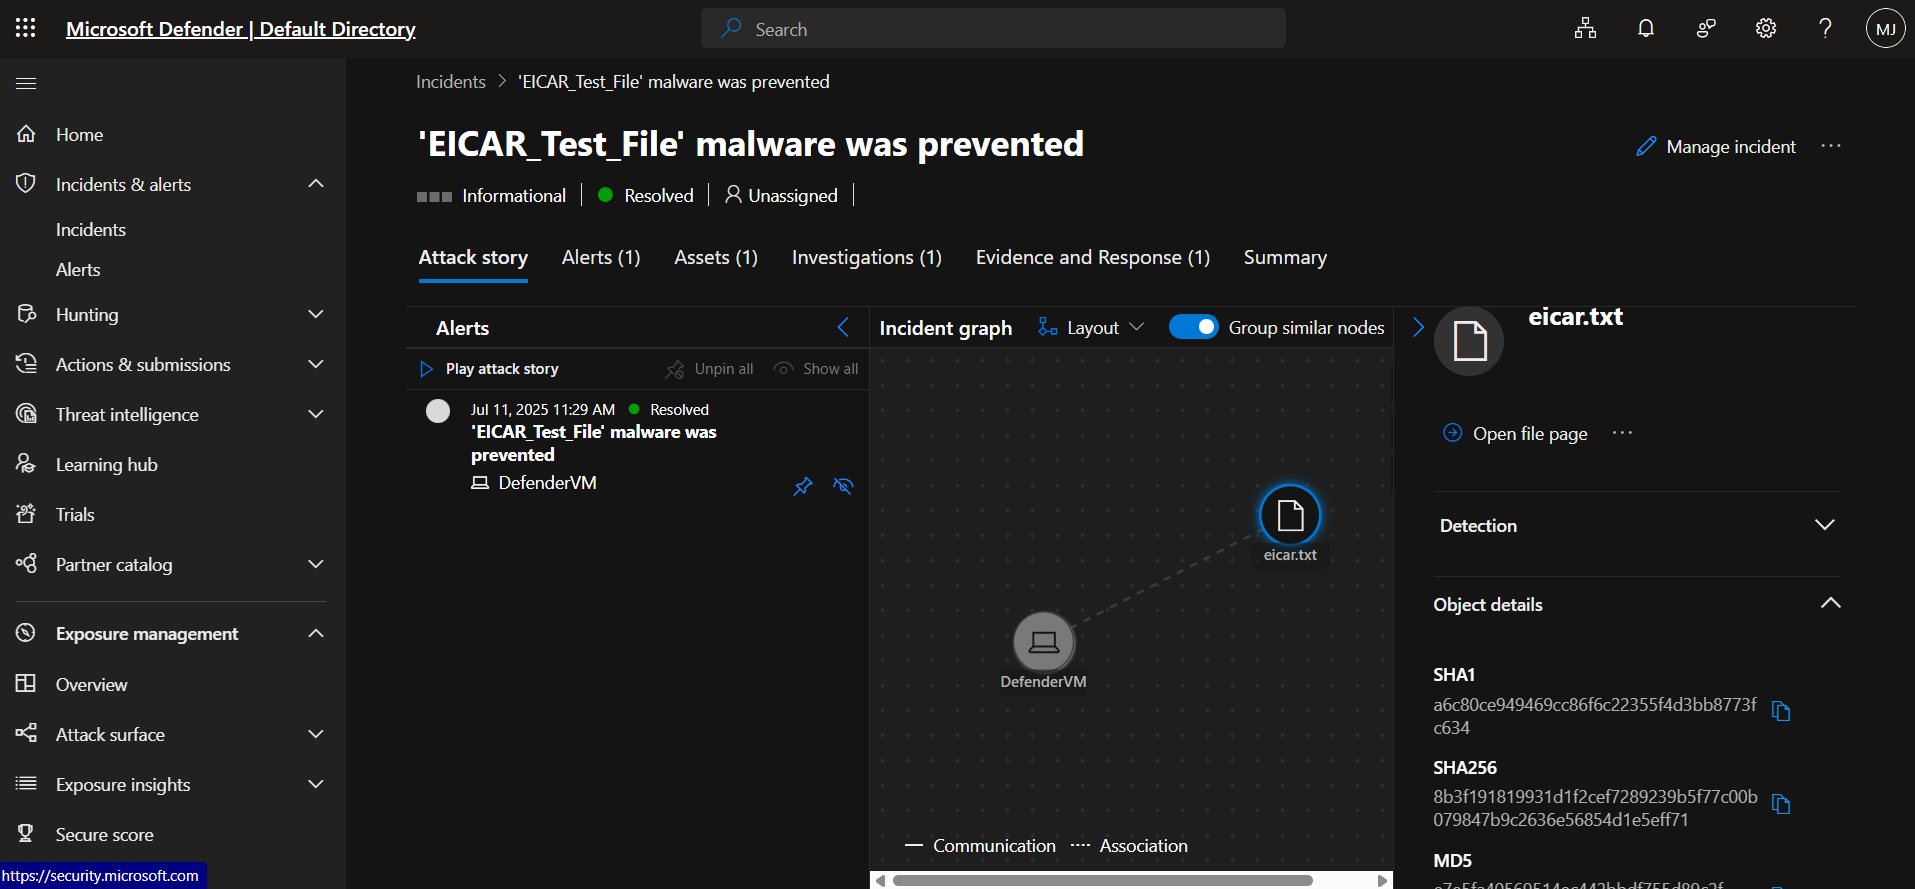 Microsoft Defender | Default Directory
Search
MJ
Home
Incidents & alerts
Incidents
Alerts
Hunting
Actions & submissions
Threat intelligence
Learning hub
Trials
Partner catalog
Exposure management
Overview
Attack surface
Exposure insights
Secure score
https://security.microsoft.com
Incidents > 'EICAR_Test_File' malware was prevented
'EICAR_Test_File' malware was prevented
Manage incident ...
Informational | Resolved | Unassigned |
Attack story Alerts (1) Assets (1) Investigations (1) Evidence and Response (1) Summary
Alerts
Play attack story Unpin all Show all
Jul 11, 2025 11:29 AM Resolved
'EICAR_Test_File' malware was
prevented
DefenderVM
Incident graph Layout Group similar nodes
eicar.txt
DefenderVM
Communication Association
eicar.txt
Open file page ...
Detection
Object details
SHA1
a6c80ce949469cc86f6c22355f4d3bb8773f
c634
SHA256
8b3f191819931d1f2cef7289239b5f77c00b
079847b9c2636e56854d1e5eff71
MD5